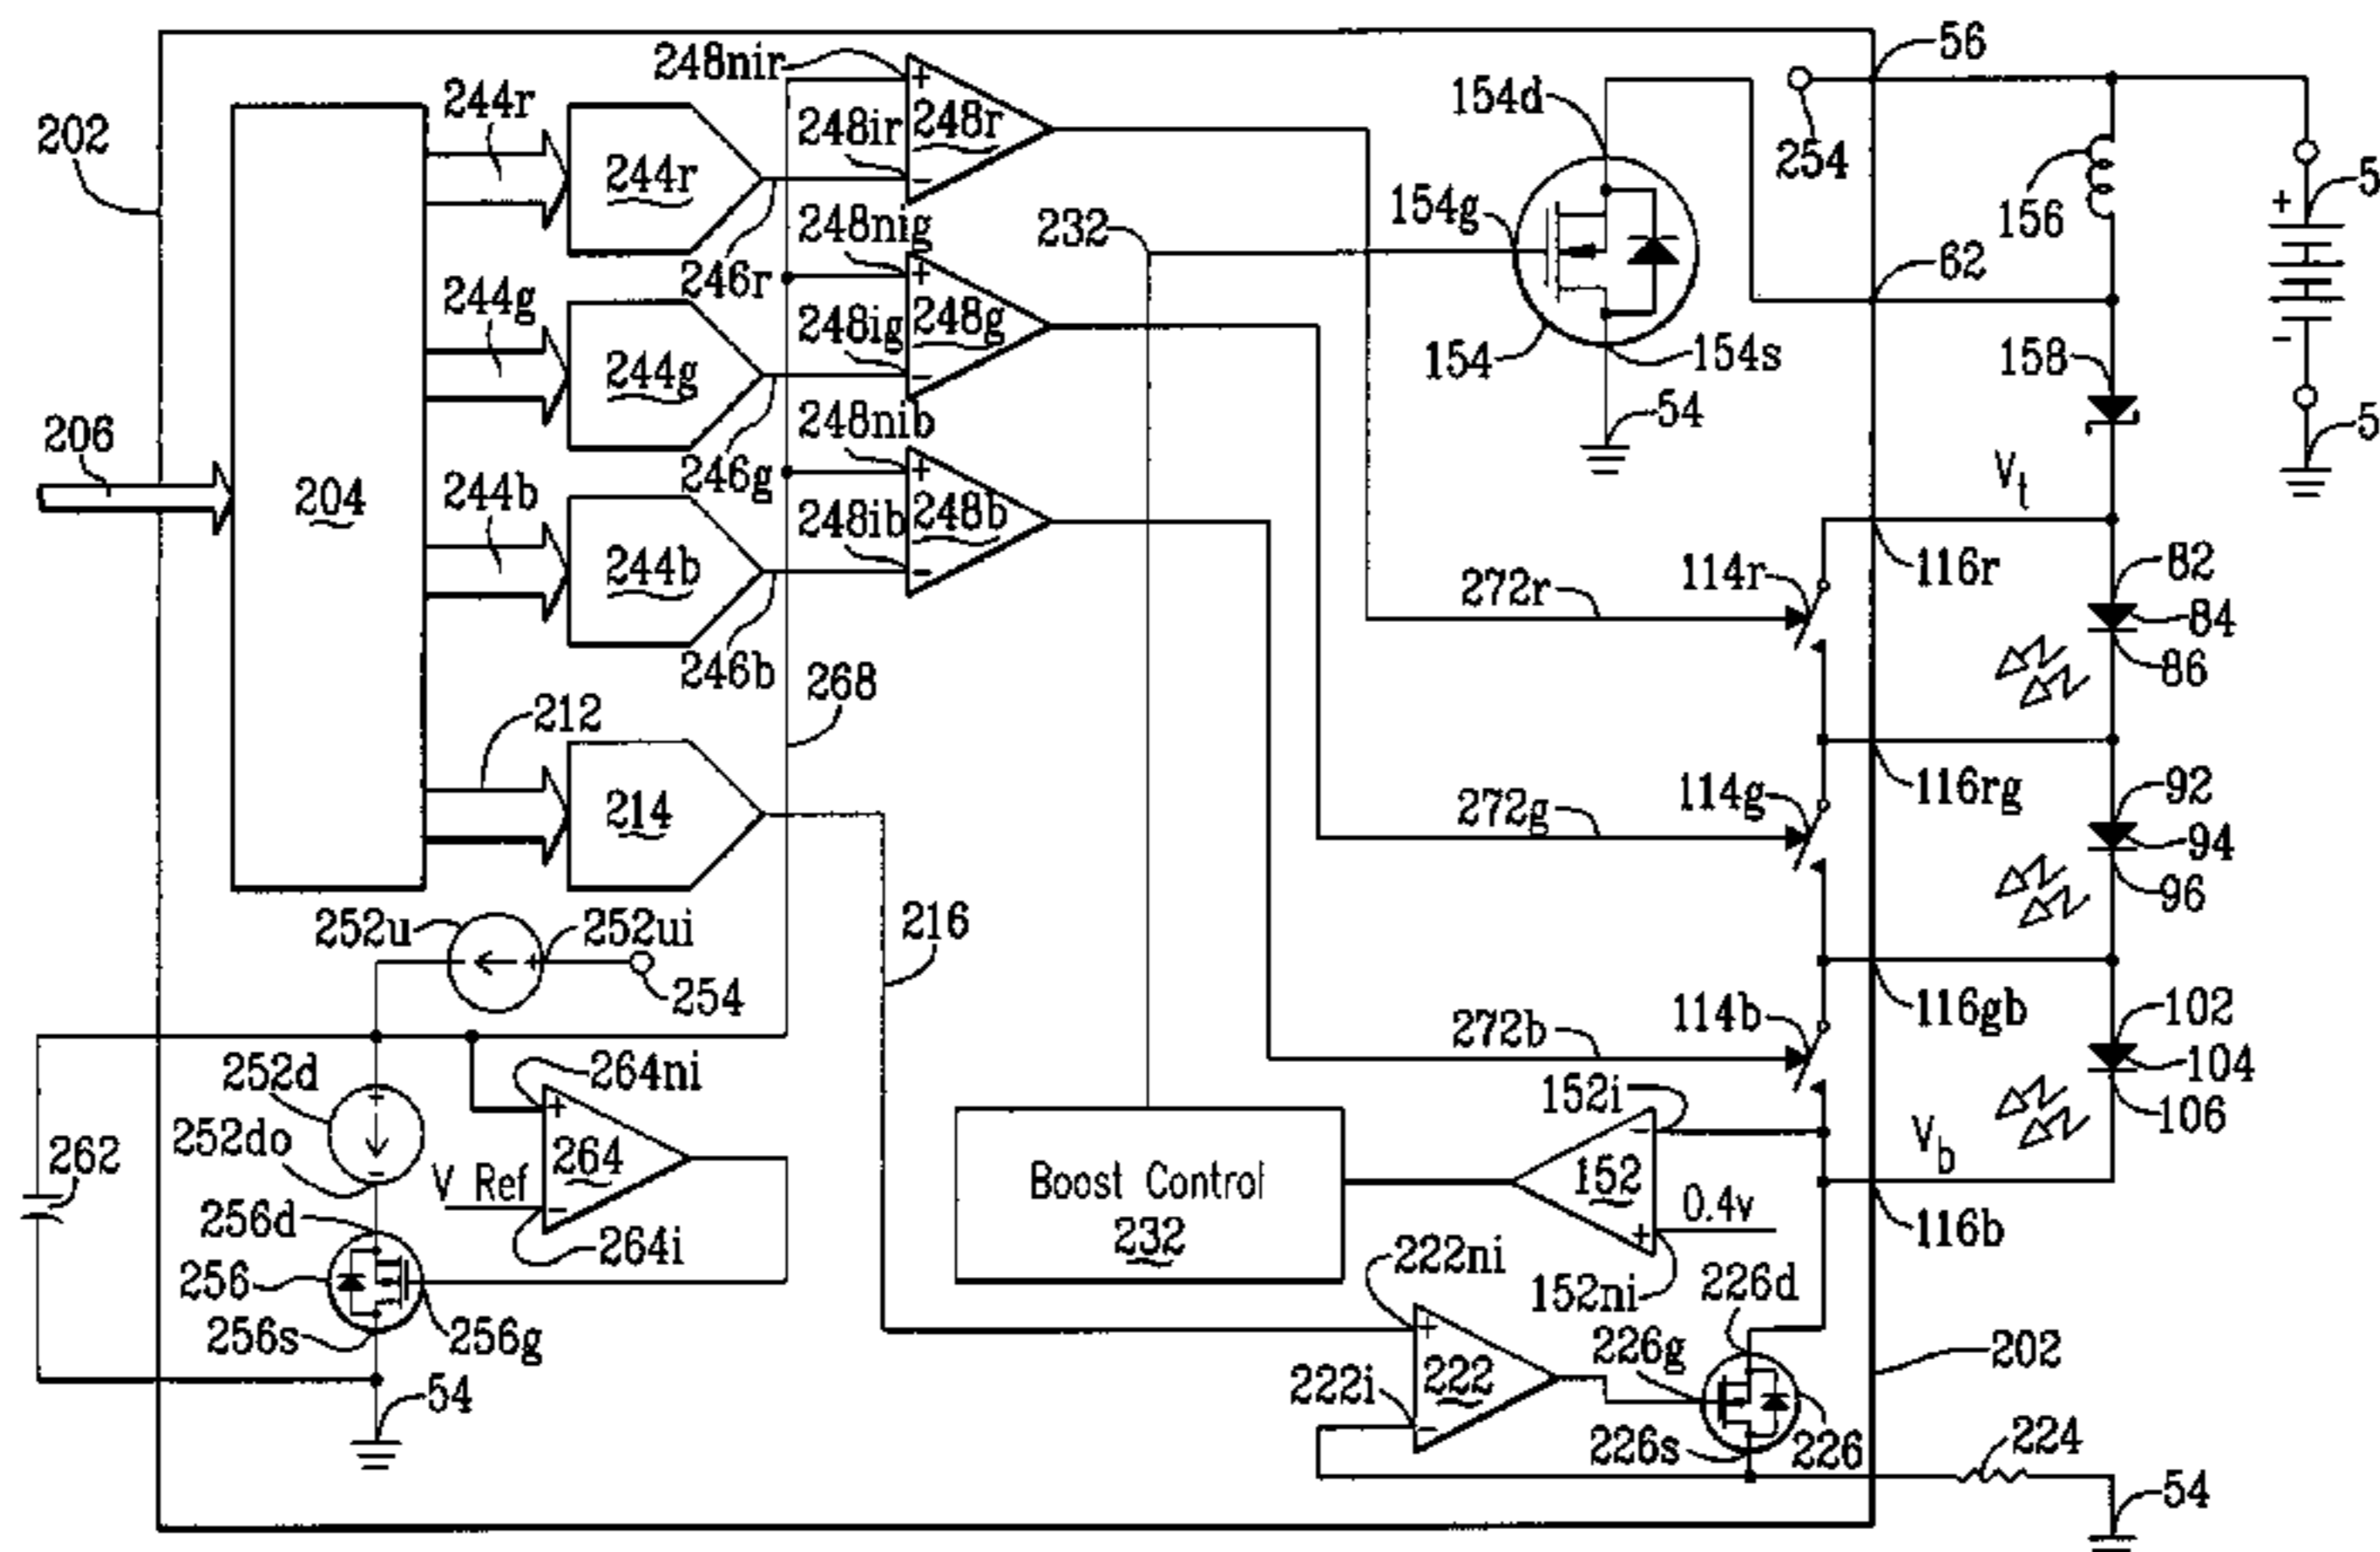 56
248nir
+
154d
244r
202
248ir
248r
254
244r
-
156
5
+
248nig
154g
232
246r
+
62
244g
248ig
248g
-
244g
-
154
154s
158
206
248nib
54
5
246g
+
Vt
204
244b
248ib
248b
244b
-
116r
82
272r
114r
84
246b
268
86
212
116rg
92
214
272g
114g
94
96
252u
252ui
216
254
116gb
102
272b
114b
104
252d
264ni
152i
106
+
+
-
252do
262
264
Vb
V Ref
-
-
Boost Control
152
0.4v
256d
232
+
116b
264i
222ni
256
152ni
226d
256s
256g
+
226g
202
222i
222
54
-
226s
226
224
54